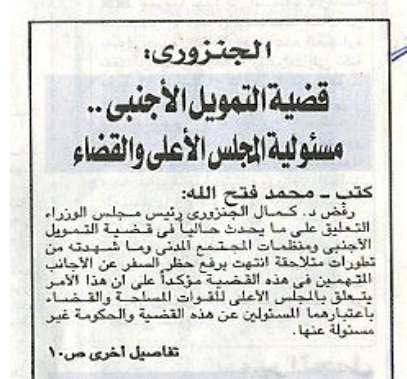 الجنزورى:
قضية التمويل الأجنبى ..
مسئولية المجلس الأعلى والقضاء
كتب ـ محمد فتح الله:
رفض د. كمال الجنزورى رئيس مجلس الوزراء
التعليق على ما يحدث حالياً فى قضية التمويل
الأجنبى ومنظمات المجتمع المدنى وما شهدته من
تطورات متلاحقة انتهت برفع حظر السفر عن الأجانب
المتهمين فى هذه القضية مؤكداً على أن هذا الأمر
يتعلق بالمجلس الأعلى للقوات المسلحة والقضاء
باعتبارهما المسئولين عن هذه القضية والحكومة غير
مسئولة عنها.
تفاصيل أخرى ص١٠